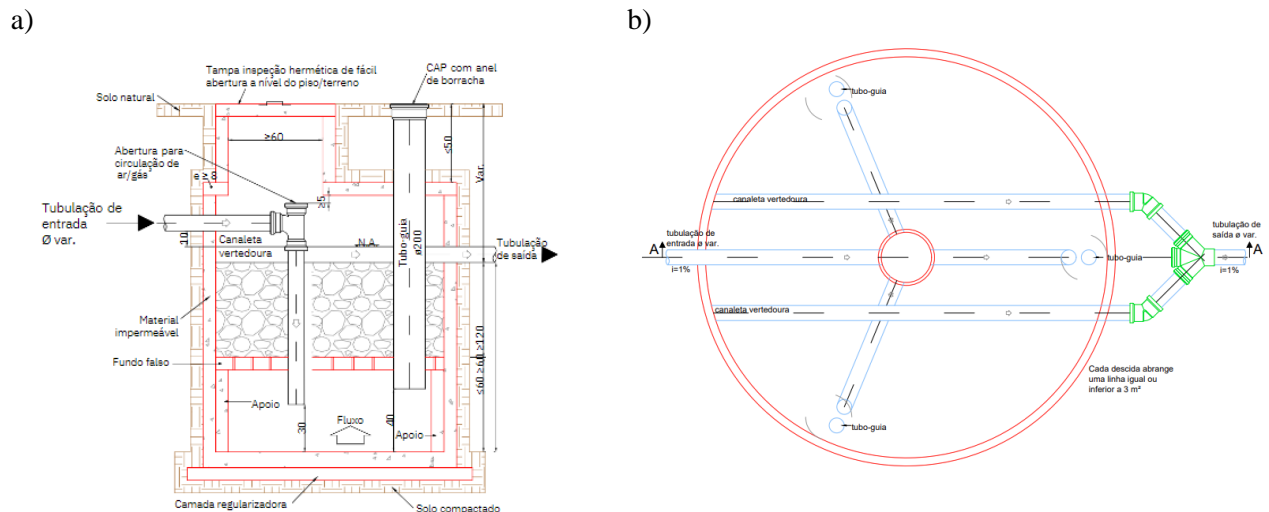 a)
Tampa inspeção hermética de fácil
abertura a nível do piso/terreno
CAP com anel
de borracha
Solo natural
≥60
≤50
Var.
Abertura para
circulação de
ar/gás
e ≥ 8
≥5
Tubulação de
entrada
Ø var.
10
Canaleta
vertedoura
N.A.
Tubo-guia
ø200
Tubulação
de saída
Material
impermeável
Fundo falso
≤60 ≥60 ≥120
Apoio
30
Fluxo
40
Apoio
Camada regularizadora
Solo compactado
b)
tubo-guia
canaleta vertedoura
tubulação de
entrada ø var.
A
i=1%
tubo-guia
tubulação de
saída ø var.
A
i=1%
canaleta vertedoura
Cada descida abrange
uma linha igual ou
inferior a 3 m²
tubo-guia